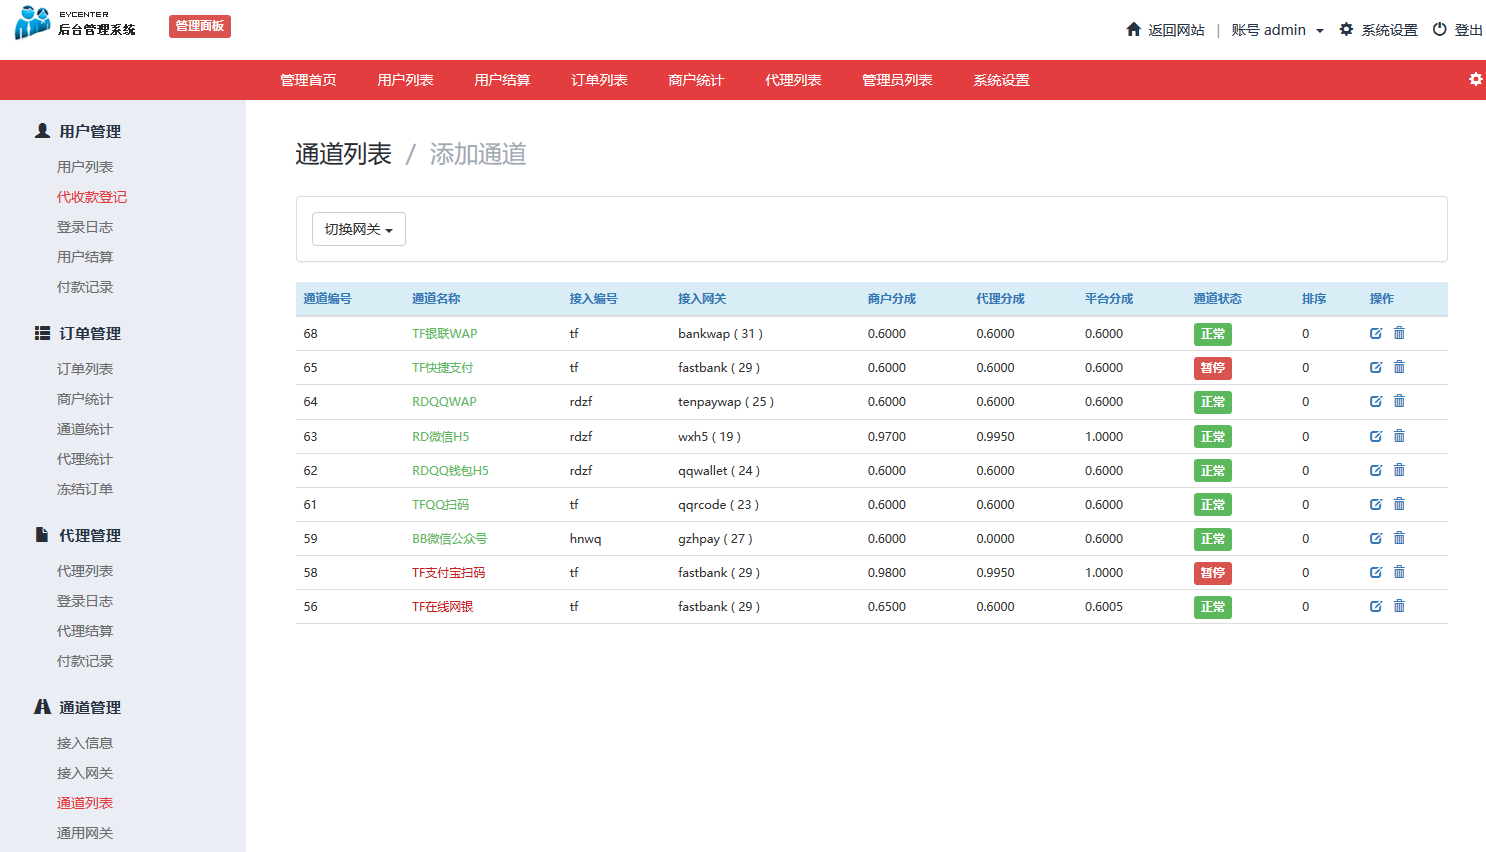 EVCENTER
后台管理系统
管理面板
返回网站 | 账号 admin 系统设置 登出
管理首页 用户列表 用户结算 订单列表 商户统计 代理列表 管理员列表 系统设置
用户管理
用户列表
代收款登记
登录日志
用户结算
付款记录
订单管理
订单列表
商户统计
通道统计
代理统计
冻结订单
代理管理
代理列表
登录日志
代理结算
付款记录
通道管理
接入信息
接入网关
通道列表
通用网关
通道列表 / 添加通道
切换网关
通道编号 通道名称 接入编号 接入网关 商户分成 代理分成 平台分成 通道状态 排序 操作
68 TF银联WAP tf bankwap ( 31 ) 0.6000 0.6000 0.6000 正常 0
65 TF快捷支付 tf fastbank ( 29 ) 0.6000 0.6000 0.6000 暂停 0
64 RDQQWAP rdzf tenpaywap ( 25 ) 0.6000 0.6000 0.6000 正常 0
63 RD微信H5 rdzf wxh5 ( 19 ) 0.9700 0.9950 1.0000 正常 0
62 RDQQ钱包H5 rdzf qqwallet ( 24 ) 0.6000 0.6000 0.6000 正常 0
61 TFQQ扫码 tf qqrcode ( 23 ) 0.6000 0.6000 0.6000 正常 0
59 BB微信公众号 hnwq gzhpay ( 27 ) 0.6000 0.0000 0.6000 正常 0
58 TF支付宝扫码 tf fastbank ( 29 ) 0.9800 0.9950 1.0000 暂停 0
56 TF在线网银 tf fastbank ( 29 ) 0.6500 0.6000 0.6005 正常 0